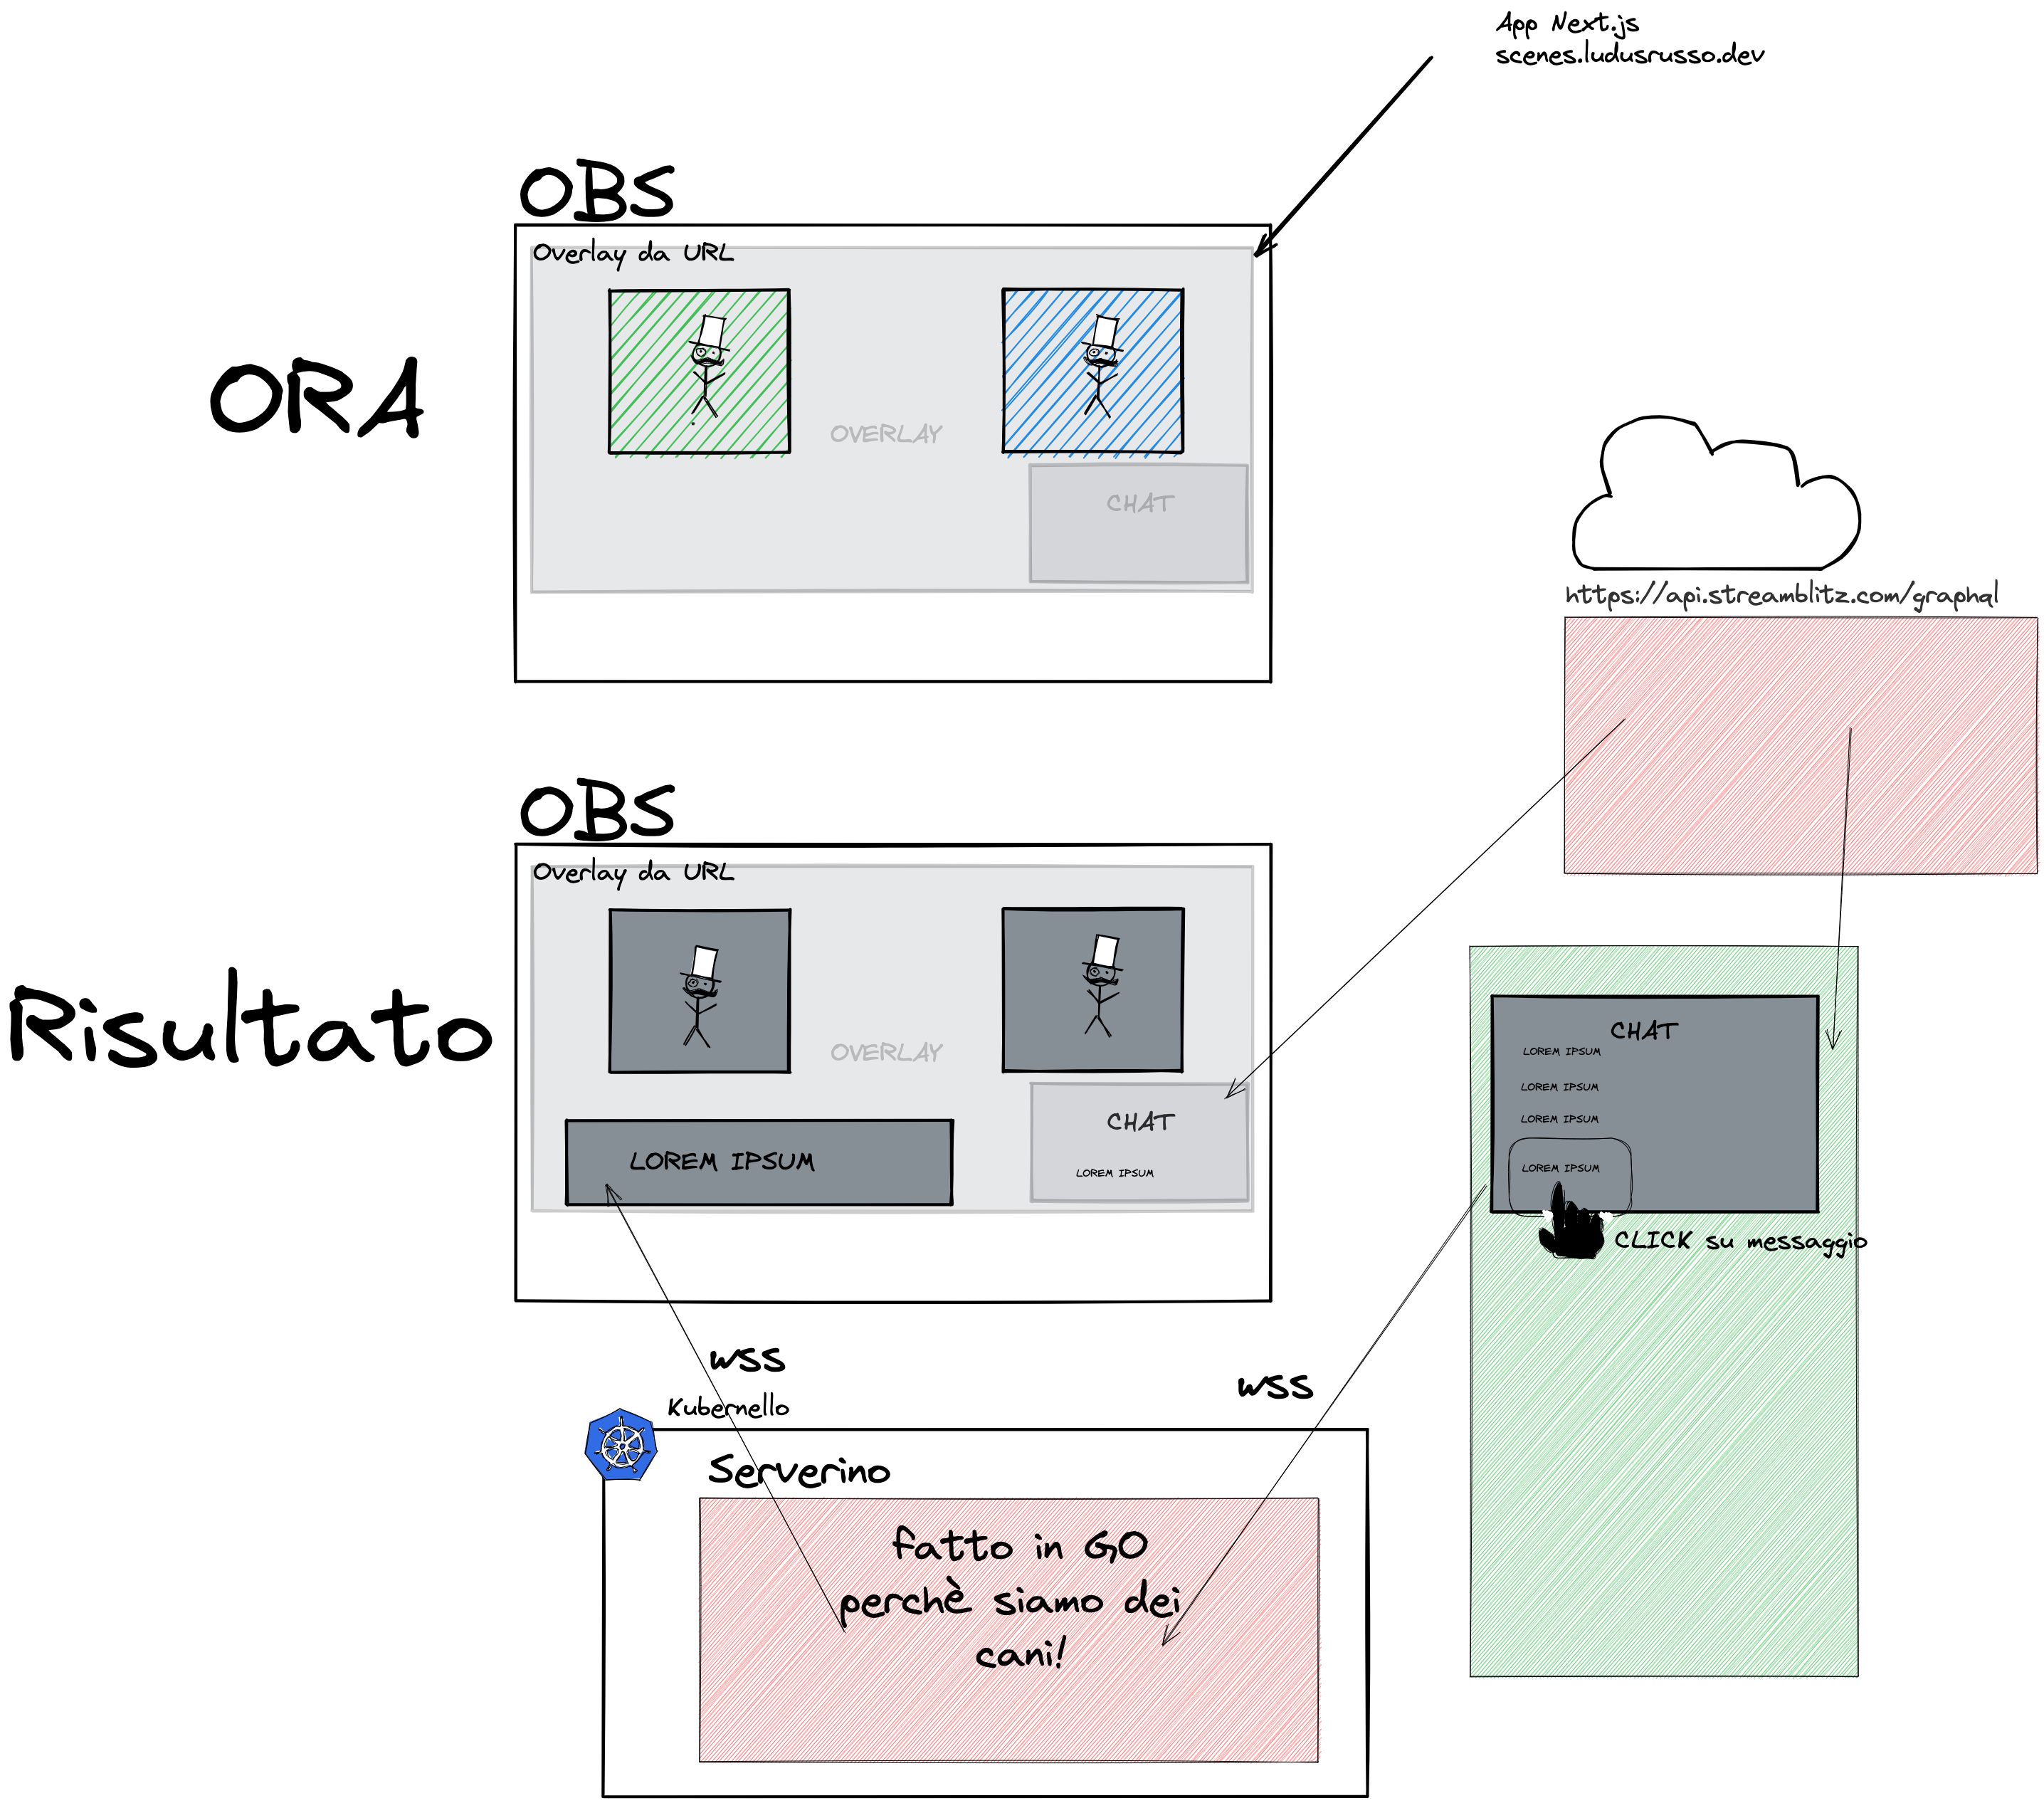 App Next.js
scenes.ludusrusso.dev
OBS
Overlay da URL
ORA
OVERLAY
CHAT
https://api.streamblitz.com/graphql
OBS
Overlay da URL
Risultato
OVERLAY
CHAT
LOREM IPSUM
LOREM IPSUM
CHAT
LOREM IPSUM
LOREM IPSUM
LOREM IPSUM
LOREM IPSUM
CLICK su messaggio
wss
wss
Kubernello
Serverino
fatto in GO
perchè siamo dei
cani!